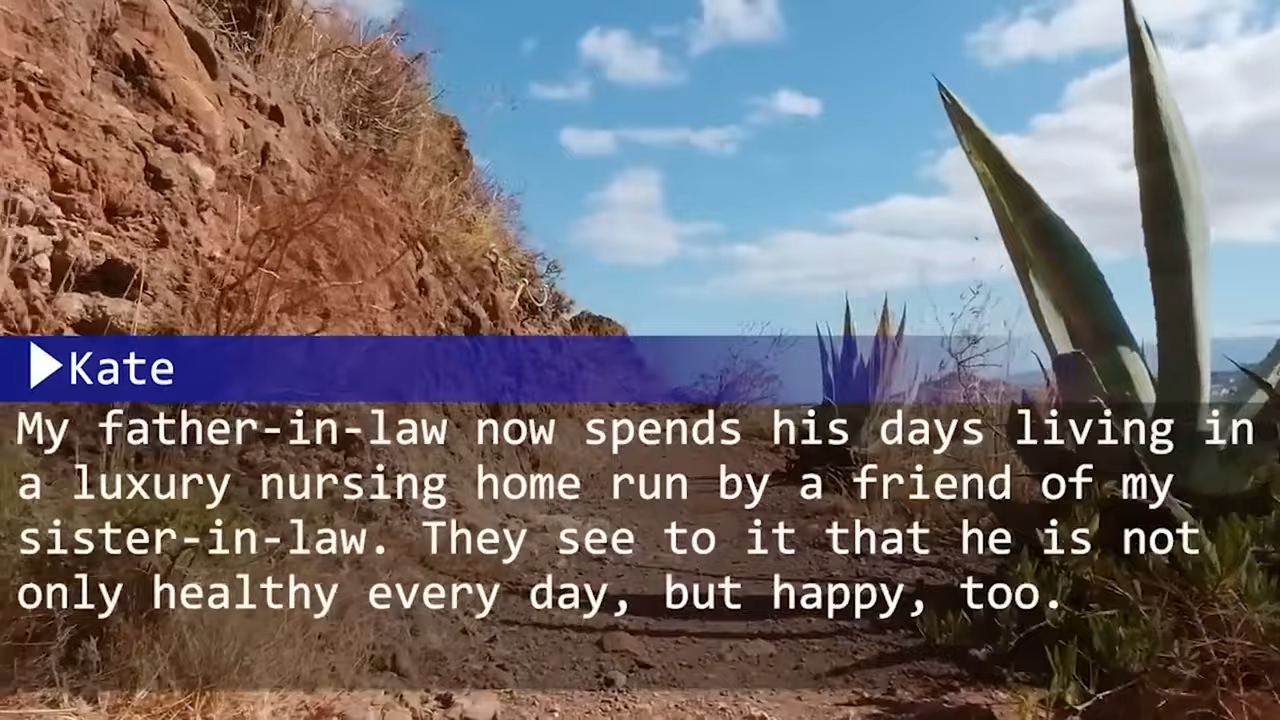 ▶Kate
My father-in-law now spends his days living in
a luxury nursing home run by a friend of my
sister-in-law. They see to it that he is not
only healthy every day, but happy, too.